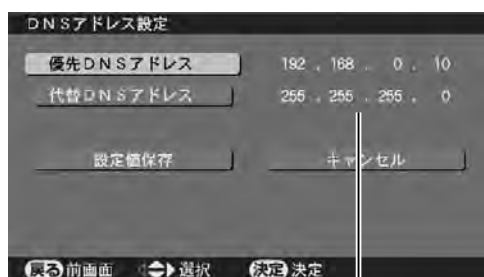 DNSアドレス設定
優先DNSアドレス 192 . 168 . 0 . 10
代替DNSアドレス 255 . 255 . 255 . 0
設定値保存 キャンセル
戻る 前画面 選択 決定 決定